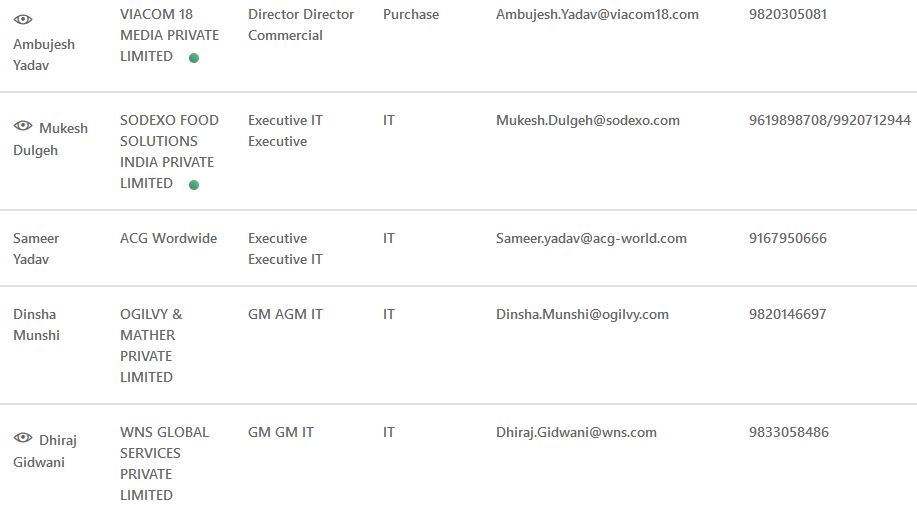 Ambujesh Yadav VIACOM 18 MEDIA PRIVATE LIMITED Director Director Commercial Purchase Ambujesh.Yadav@viacom18.com 9820305081
Mukesh Dulgeh SODEXO FOOD SOLUTIONS INDIA PRIVATE LIMITED Executive IT Executive IT Mukesh.Dulgeh@sodexo.com 9619898708/9920712944
Sameer Yadav ACG Wordwide Executive Executive IT IT Sameer.yadav@acg-world.com 9167950666
Dinsha Munshi OGILVY & MATHER PRIVATE LIMITED GM AGM IT IT Dinsha.Munshi@ogilvy.com 9820146697
Dhiraj Gidwani WNS GLOBAL SERVICES PRIVATE LIMITED GM GM IT IT Dhiraj.Gidwani@wns.com 9833058486